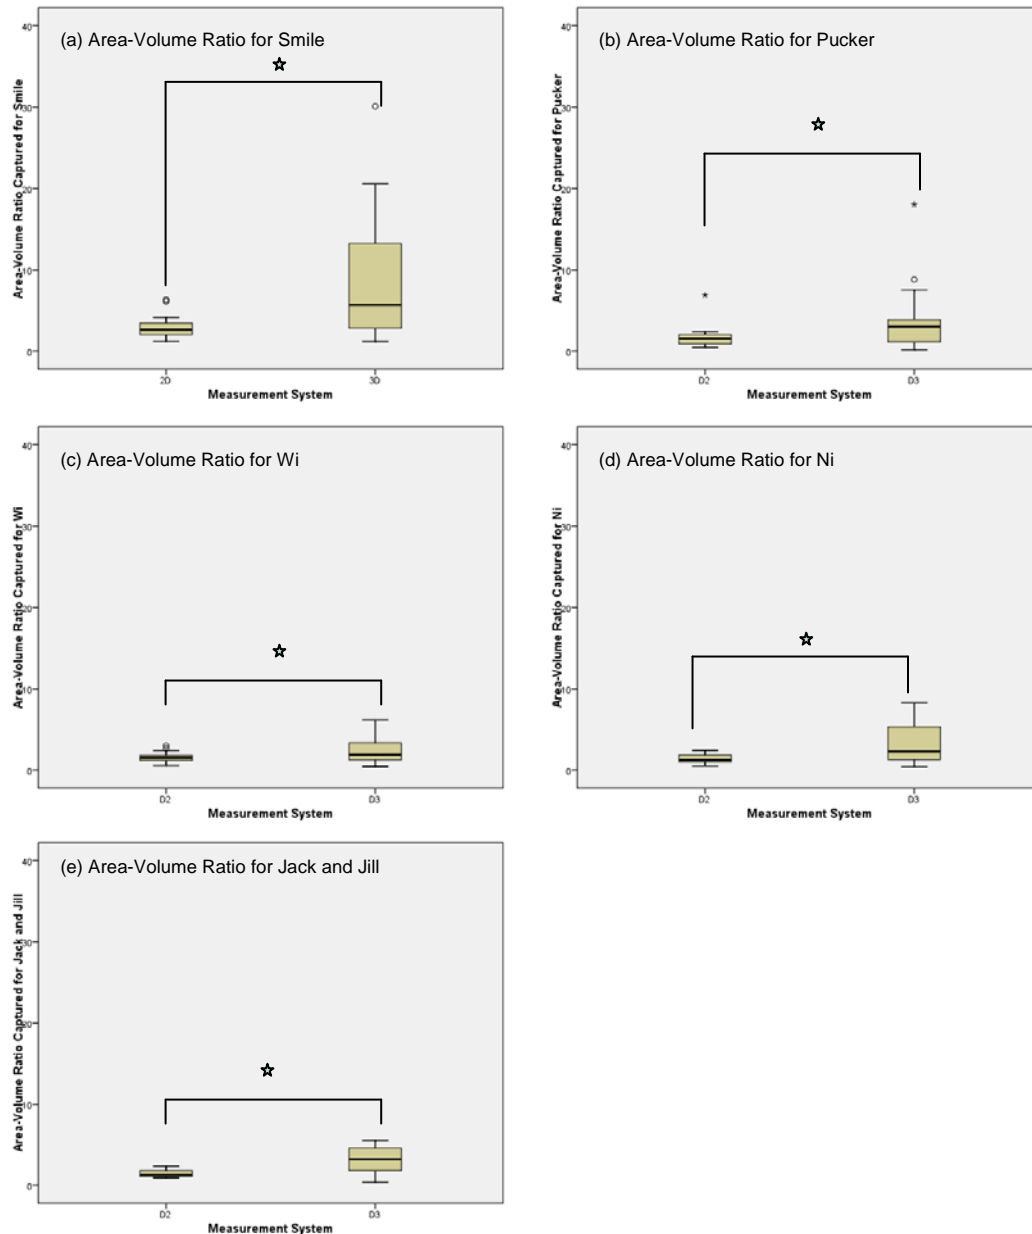 (a) Area-Volume Ratio for Smile
Area-Volume Ratio Captured for Smile
40
30
20
10
0
2D 3D
Measurement System
(b) Area-Volume Ratio for Pucker
Area-Volume Ratio Captured for Pucker
40
30
20
10
0
D2 D3
Measurement System
(c) Area-Volume Ratio for Wi
Area-Volume Ratio Captured for Wi
40
30
20
10
0
D2 D3
Measurement System
(d) Area-Volume Ratio for Ni
Area-Volume Ratio Captured for Ni
40
30
20
10
0
D2 D3
Measurement System
(e) Area-Volume Ratio for Jack and Jill
Area-Volume Ratio Captured for Jack and Jill
40
30
20
10
0
D2 D3
Measurement System